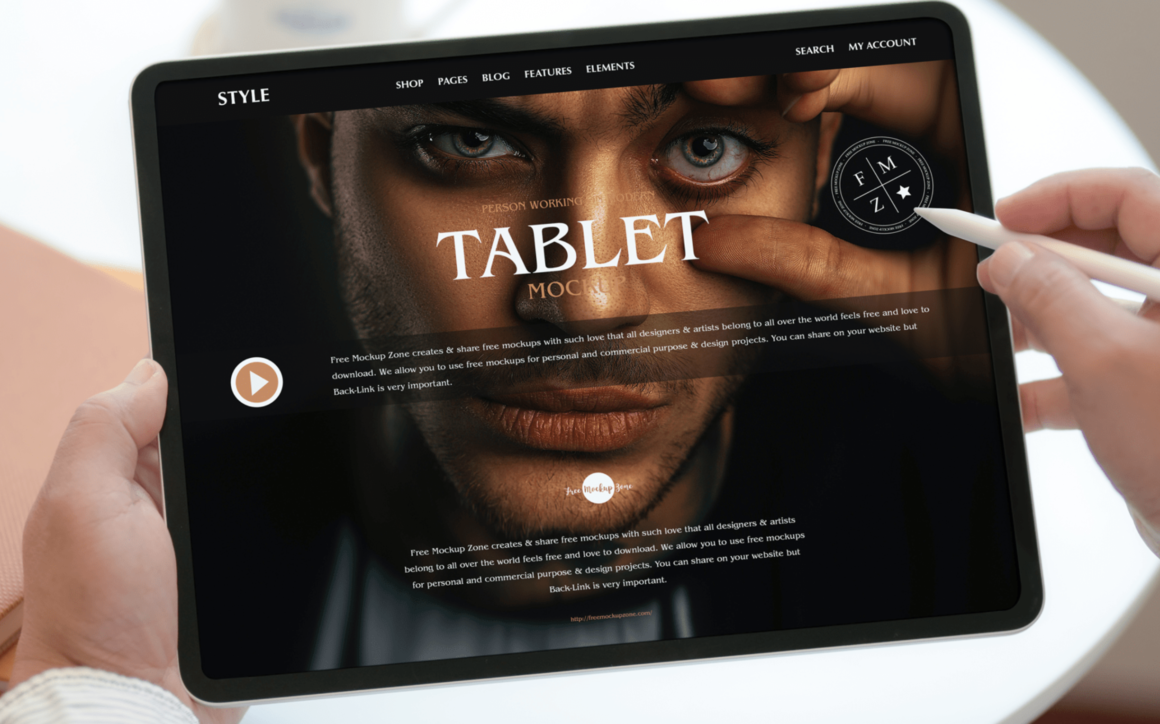 STYLE
SHOP PAGES BLOG FEATURES ELEMENTS
SEARCH MY ACCOUNT
F M
Z
PERSON WORKING
TABLET
MOCKUP
Free Mockup Zone creates & share free mockups with such love that all designers & artists belong to all over the world feels free and love to
download. We allow you to use free mockups for personal and commercial purpose & design projects. You can share on your website but
Back-Link is very important.
Free Mockup Zone
Free Mockup Zone creates & share free mockups with such love that all designers & artists
belong to all over the world feels free and love to download. We allow you to use free mockups
for personal and commercial purpose & design projects. You can share on your website but
Back-Link is very important.
http://freemockupzone.com/